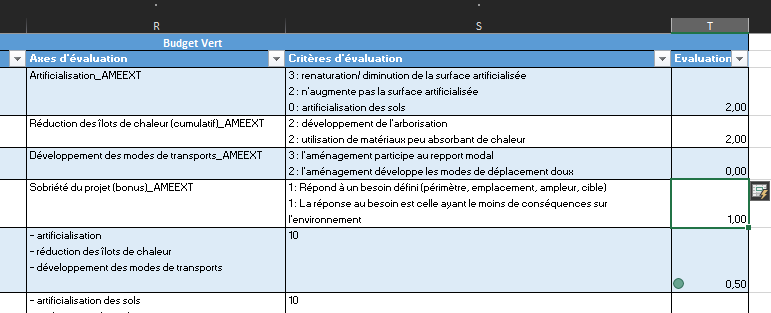 R S T
Budget Vert
Axes d'évaluation Critères d'évaluation Evaluation
Artificialisation_AMEEXT 3 : renaturation/ diminution de la surface artificialisée
2 : n'augmente pas la surface artificialisée
0 : artificialisation des sols 2,00
Réduction des îlots de chaleur (cumulatif)_AMEEXT 2 : développement de l'arborisation
2 : utilisation de matériaux peu absorbant de chaleur 2,00
Développement des modes de transports_AMEEXT 3 : l'aménagement participe au repport modal
2 : l'aménagement développe les modes de déplacement doux 0,00
Sobriété du projet (bonus)_AMEEXT 1: Répond à un besoin défini (périmètre, emplacement, ampleur, cible)
1: La réponse au besoin est celle ayant le moins de conséquences sur
l'environnement 1,00
- artificialisation 10
- réduction des îlots de chaleur
- développement des modes de transports
0,50
- artificialisation des sols 10